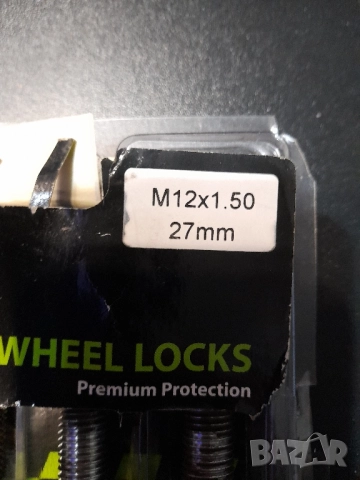 M12x1.50
27mm
WHEEL LOCKS
Premium Protection
BAZAR